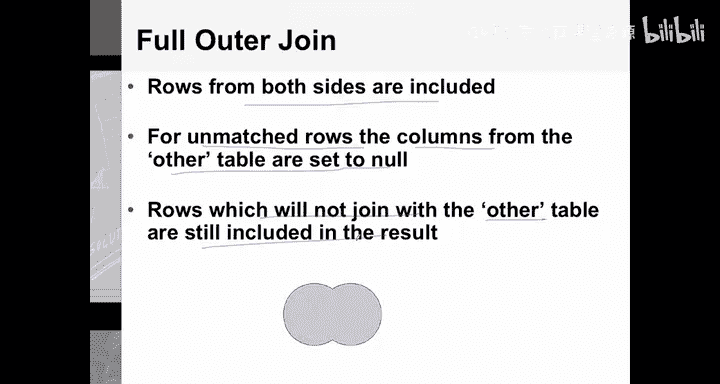 Full Outer Join
bilibili
• Rows from both sides are included
• For unmatched rows the columns from the
‘other’ table are set to null
• Rows which will not join with the ‘other’ table
are still included in the result